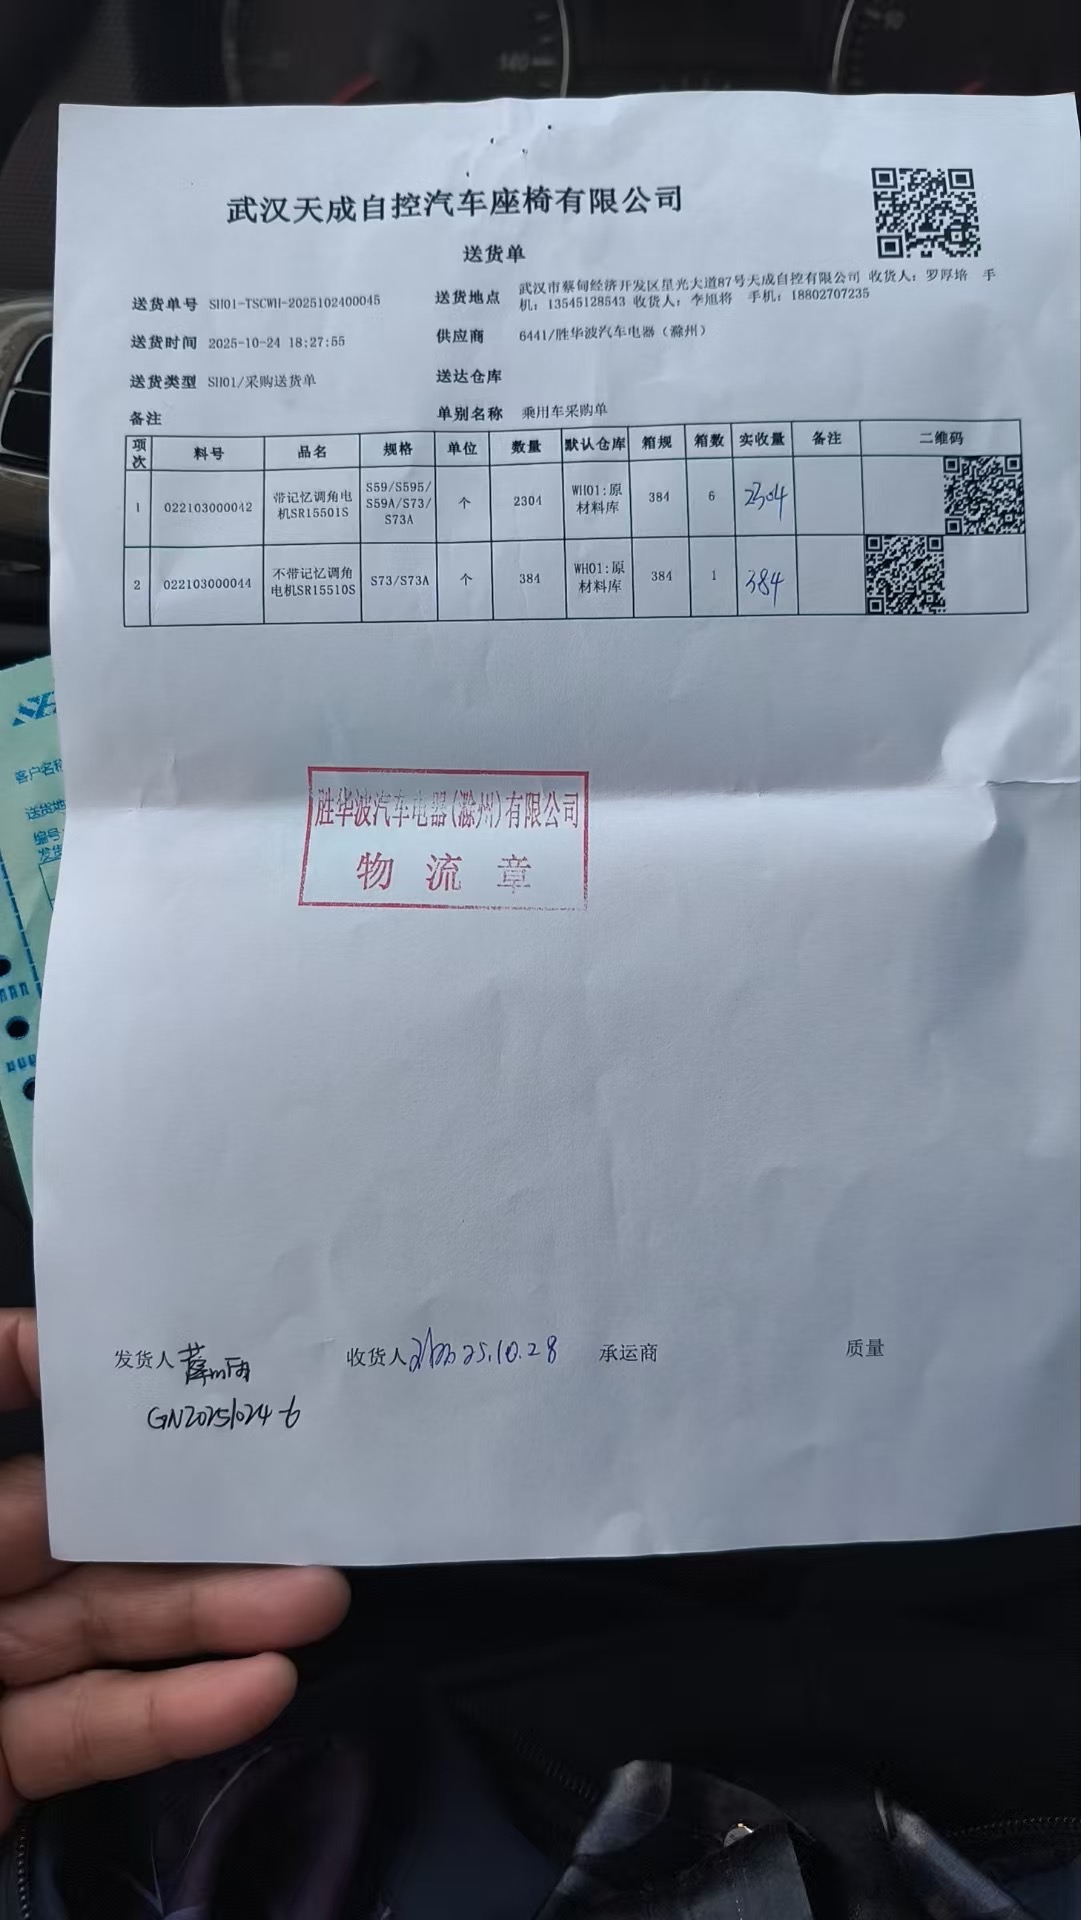 武汉天成自控汽车座椅有限公司
送货单
送货单号 SH01-TSCWH-2025102400045
送货地点 武汉市蔡甸经济开发区星光大道87号天成自控有限公司 收货人：罗厚培 手
机：13545128543 收货人：李旭将 手机：18802707235
送货时间 2025-10-24 18:27:55
供应商 6441/胜华波汽车电器（滁州）
送货类型 SH01/采购送货单
送达仓库
备注
单别名称 乘用车采购单
项次 料号 品名 规格 单位 数量 默认仓库 箱规 箱数 实收量 备注 二维码
1 022103000042 带记忆调角电机SR15501S S59/S595/S59A/S73/S73A 个 2304 WH01:原材料库 384 6 2304
2 022103000044 不带记忆调角电机SR15510S S73/S73A 个 384 WH01:原材料库 384 1 384
胜华波汽车电器(滁州)有限公司
物流章
发货人
收货人 25.10.28
承运商
质量
GN20251024-6
客户名称
送货地
编号
发货